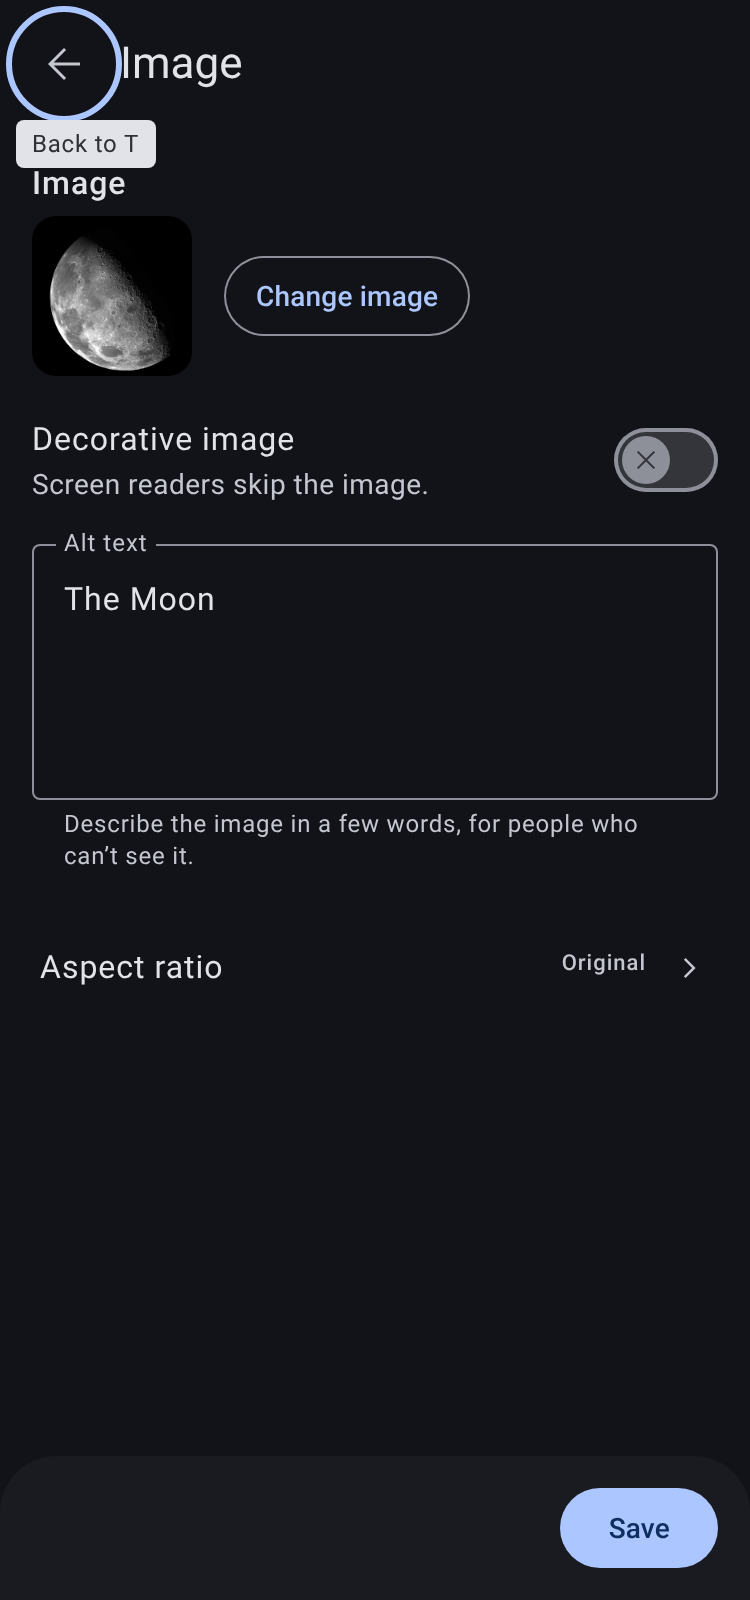 Image
Back to T
Image
Change image
Decorative image
Screen readers skip the image.
Alt text
The Moon
Describe the image in a few words, for people who
can’t see it.
Aspect ratio
Original
Save